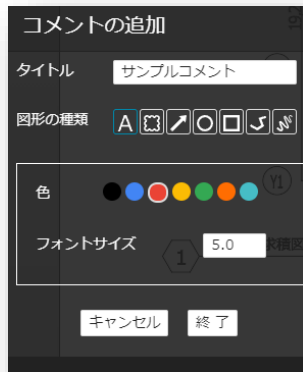 コメントの追加
タイトル サンプルコメント
図形の種類 A
色
Y1
フォントサイズ 5.0
1
キャンセル 終了